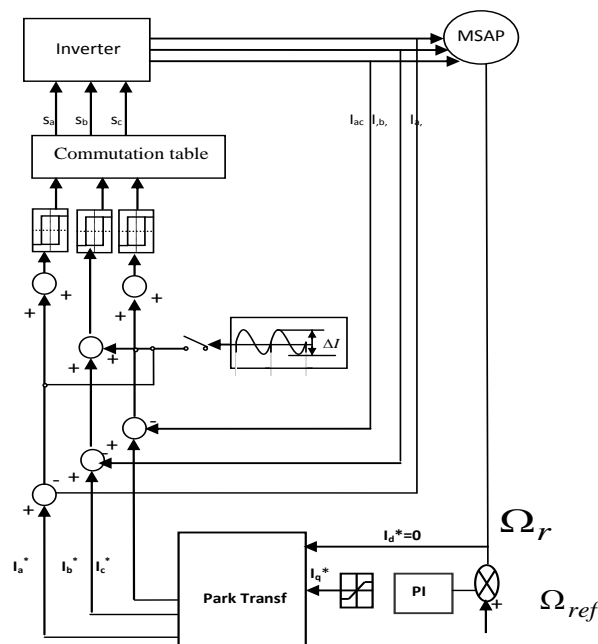 Inverter
MSAP
Sa Sb Sc
Iac I,b, Ia,
Commutation table
+ + +
+ + +
+ +
ΔI
-
+
-
+
-
+
Ωr
Id*=0
Ia* Ib* Ic*
Iq*
Park Transf
PI
+
Ωref